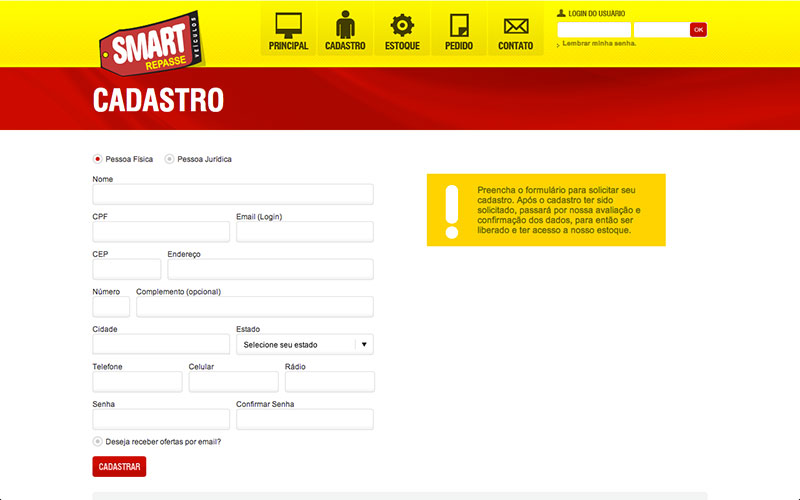 SMART
REPASSE
VEÍCULOS
PRINCIPAL
CADASTRO
ESTOQUE
PEDIDO
CONTATO
LOGIN DO USUÁRIO
OK
Lembrar minha senha.
CADASTRO
Pessoa Física Pessoa Jurídica
Nome
CPF Email (Login)
CEP Endereço
Número Complemento (opcional)
Cidade Estado
Selecione seu estado
Telefone Celular Rádio
Senha Confirmar Senha
Deseja receber ofertas por email?
CADASTRAR
Preencha o formulário para solicitar seu
cadastro. Após o cadastro ter sido
solicitado, passará por nossa avaliação e
confirmação dos dados, para então ser
liberado e ter acesso a nosso estoque.